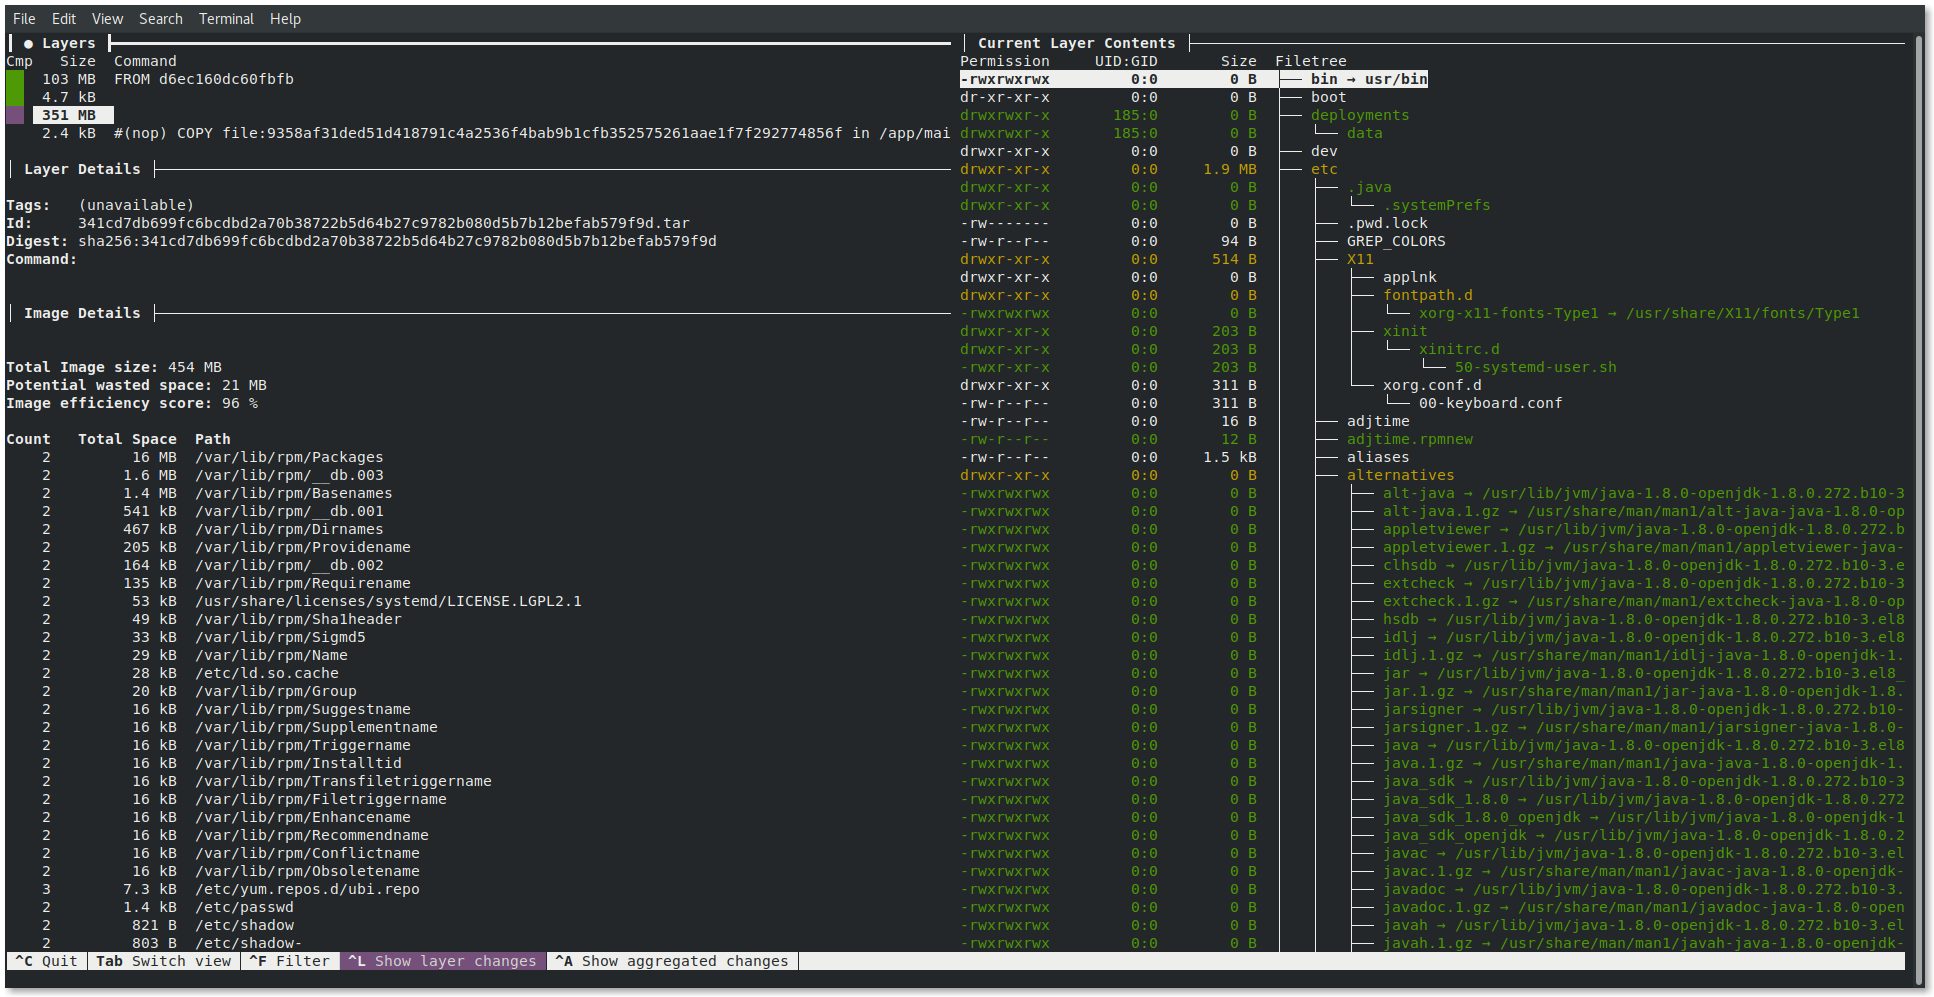 File Edit View Search Terminal Help
● Layers
Cmp Size Command
103 MB FROM d6ec160dc60fbfb
4.7 kB
351 MB
2.4 kB #(nop) COPY file:9358af31ded51d418791c4a2536f4bab9b1cfb352575261aae1f7f292774856f in /app/mai
Layer Details
Tags: (unavailable)
Id: 341cd7db699fc6bcdbd2a70b38722b5d64b27c9782b080d5b7b12befab579f9d.tar
Digest: sha256:341cd7db699fc6bcdbd2a70b38722b5d64b27c9782b080d5b7b12befab579f9d
Command:
Image Details
Total Image size: 454 MB
Potential wasted space: 21 MB
Image efficiency score: 96 %
Count Total Space Path
2 16 MB /var/lib/rpm/Packages
2 1.6 MB /var/lib/rpm/__db.003
2 1.4 MB /var/lib/rpm/Basenames
2 541 kB /var/lib/rpm/__db.001
2 467 kB /var/lib/rpm/Dirnames
2 205 kB /var/lib/rpm/Providename
2 164 kB /var/lib/rpm/__db.002
2 135 kB /var/lib/rpm/Requirename
2 53 kB /usr/share/licenses/systemd/LICENSE.LGPL2.1
2 49 kB /var/lib/rpm/Sha1header
2 33 kB /var/lib/rpm/Sigmd5
2 29 kB /var/lib/rpm/Name
2 28 kB /etc/ld.so.cache
2 20 kB /var/lib/rpm/Group
2 16 kB /var/lib/rpm/Suggestname
2 16 kB /var/lib/rpm/Supplementname
2 16 kB /var/lib/rpm/Triggername
2 16 kB /var/lib/rpm/Installtid
2 16 kB /var/lib/rpm/Transfiletriggername
2 16 kB /var/lib/rpm/Filetriggername
2 16 kB /var/lib/rpm/Enhancename
2 16 kB /var/lib/rpm/Recommendname
2 16 kB /var/lib/rpm/Conflictname
2 16 kB /var/lib/rpm/Obsoletename
3 7.3 kB /etc/yum.repos.d/ubi.repo
2 1.4 kB /etc/passwd
2 821 B /etc/shadow
2 803 B /etc/shadow-
Current Layer Contents
Permission UID:GID Size Filetree
-rwxrwxrwx 0:0 0 B bin → usr/bin
dr-xr-xr-x 0:0 0 B boot
drwxrwxr-x 185:0 0 B deployments
drwxrwxr-x 185:0 0 B data
drwxr-xr-x 0:0 0 B dev
drwxr-xr-x 0:0 1.9 MB etc
drwxr-xr-x 0:0 0 B .java
drwxr-xr-x 0:0 0 B .systemPrefs
-rw------- 0:0 0 B .pwd.lock
-rw-r--r-- 0:0 94 B GREP_COLORS
drwxr-xr-x 0:0 514 B X11
drwxr-xr-x 0:0 0 B applnk
drwxr-xr-x 0:0 0 B fontpath.d
-rwxrwxrwx 0:0 0 B xorg-x11-fonts-Type1 → /usr/share/X11/fonts/Type1
drwxr-xr-x 0:0 203 B xinit
drwxr-xr-x 0:0 203 B xinitrc.d
-rwxr-xr-x 0:0 203 B 50-systemd-user.sh
drwxr-xr-x 0:0 311 B xorg.conf.d
-rw-r--r-- 0:0 311 B 00-keyboard.conf
-rw-r--r-- 0:0 16 B adjtime
-rw-r--r-- 0:0 12 B adjtime.rpmnew
-rw-r--r-- 0:0 1.5 kB aliases
drwxr-xr-x 0:0 0 B alternatives
-rwxrwxrwx 0:0 0 B alt-java → /usr/lib/jvm/java-1.8.0-openjdk-1.8.0.272.b10-3
-rwxrwxrwx 0:0 0 B alt-java.1.gz → /usr/share/man/man1/alt-java-java-1.8.0-op
-rwxrwxrwx 0:0 0 B appletviewer → /usr/lib/jvm/java-1.8.0-openjdk-1.8.0.272.b
-rwxrwxrwx 0:0 0 B appletviewer.1.gz → /usr/share/man/man1/appletviewer-java-
-rwxrwxrwx 0:0 0 B clhsdb → /usr/lib/jvm/java-1.8.0-openjdk-1.8.0.272.b10-3.e
-rwxrwxrwx 0:0 0 B extcheck → /usr/lib/jvm/java-1.8.0-openjdk-1.8.0.272.b10-3
-rwxrwxrwx 0:0 0 B extcheck.1.gz → /usr/share/man/man1/extcheck-java-1.8.0-op
-rwxrwxrwx 0:0 0 B hsdb → /usr/lib/jvm/java-1.8.0-openjdk-1.8.0.272.b10-3.el8
-rwxrwxrwx 0:0 0 B idlj → /usr/lib/jvm/java-1.8.0-openjdk-1.8.0.272.b10-3.el8
-rwxrwxrwx 0:0 0 B idlj.1.gz → /usr/share/man/man1/idlj-java-1.8.0-openjdk-1.
-rwxrwxrwx 0:0 0 B jar → /usr/lib/jvm/java-1.8.0-openjdk-1.8.0.272.b10-3.el8_
-rwxrwxrwx 0:0 0 B jar.1.gz → /usr/share/man/man1/jar-java-1.8.0-openjdk-1.8.
-rwxrwxrwx 0:0 0 B jarsigner → /usr/lib/jvm/java-1.8.0-openjdk-1.8.0.272.b10-
-rwxrwxrwx 0:0 0 B jarsigner.1.gz → /usr/share/man/man1/jarsigner-java-1.8.0-
-rwxrwxrwx 0:0 0 B java → /usr/lib/jvm/java-1.8.0-openjdk-1.8.0.272.b10-3.el8
-rwxrwxrwx 0:0 0 B java.1.gz → /usr/share/man/man1/java-java-1.8.0-openjdk-1.
-rwxrwxrwx 0:0 0 B java_sdk → /usr/lib/jvm/java-1.8.0-openjdk-1.8.0.272.b10-3
-rwxrwxrwx 0:0 0 B java_sdk_1.8.0 → /usr/lib/jvm/java-1.8.0-openjdk-1.8.0.272
-rwxrwxrwx 0:0 0 B java_sdk_1.8.0_openjdk → /usr/lib/jvm/java-1.8.0-openjdk-1
-rwxrwxrwx 0:0 0 B java_sdk_openjdk → /usr/lib/jvm/java-1.8.0-openjdk-1.8.0.2
-rwxrwxrwx 0:0 0 B javac → /usr/lib/jvm/java-1.8.0-openjdk-1.8.0.272.b10-3.el
-rwxrwxrwx 0:0 0 B javac.1.gz → /usr/share/man/man1/javac-java-1.8.0-openjdk-
-rwxrwxrwx 0:0 0 B javadoc → /usr/lib/jvm/java-1.8.0-openjdk-1.8.0.272.b10-3.
-rwxrwxrwx 0:0 0 B javadoc.1.gz → /usr/share/man/man1/javadoc-java-1.8.0-open
-rwxrwxrwx 0:0 0 B javah → /usr/lib/jvm/java-1.8.0-openjdk-1.8.0.272.b10-3.el
-rwxrwxrwx 0:0 0 B javah.1.gz → /usr/share/man/man1/javah-java-1.8.0-openjdk-
^C Quit Tab Switch view ^F Filter ^L Show layer changes ^A Show aggregated changes